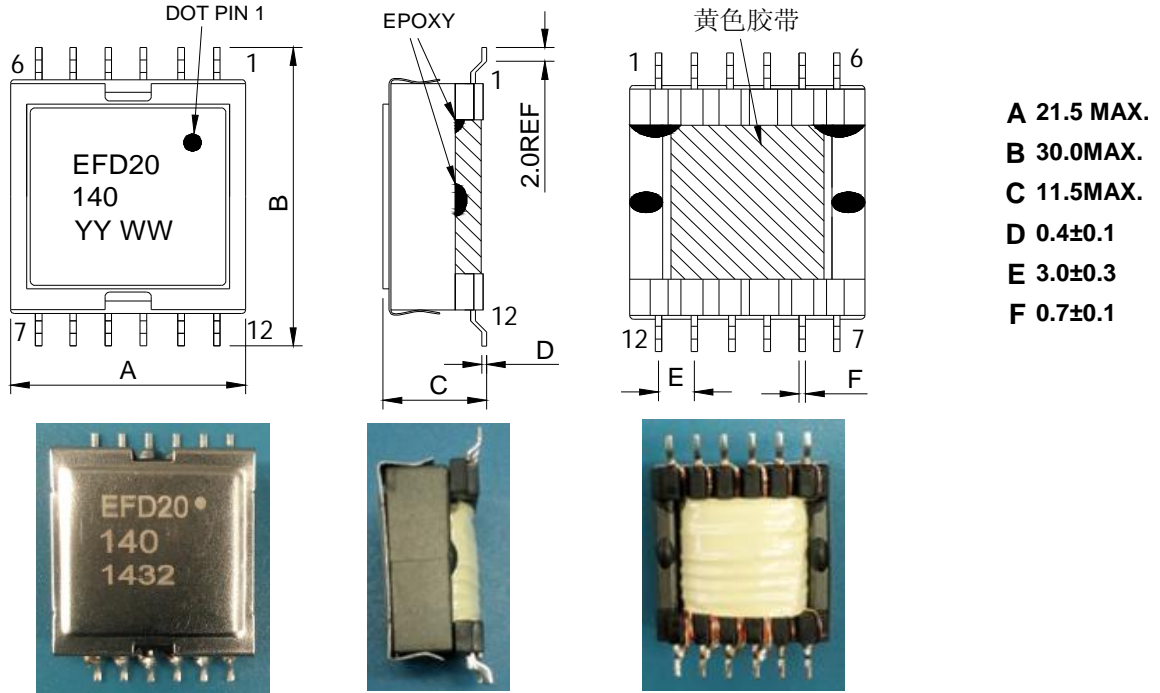 DOT PIN 1
6
1
EFD20
140
YY WW
7
12
A
B
EPOXY
1
12
2.0REF
C
D
黄色胶带
1
6
12
7
E
F
A 21.5 MAX.
B 30.0MAX.
C 11.5MAX.
D 0.4±0.1
E 3.0±0.3
F 0.7±0.1
EFD20
140
1432